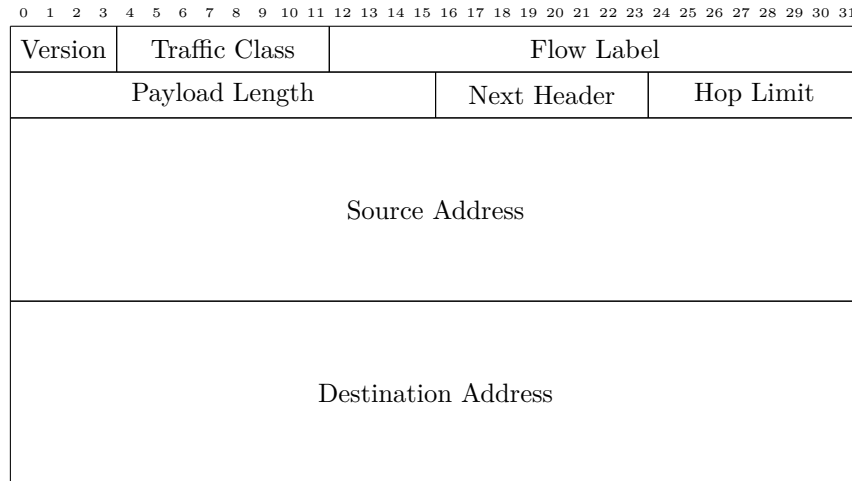 0 1 2 3 4 5 6 7 8 9 10 11 12 13 14 15 16 17 18 19 20 21 22 23 24 25 26 27 28 29 30 31
Version Traffic Class Flow Label
Payload Length Next Header Hop Limit
Source Address
Destination Address